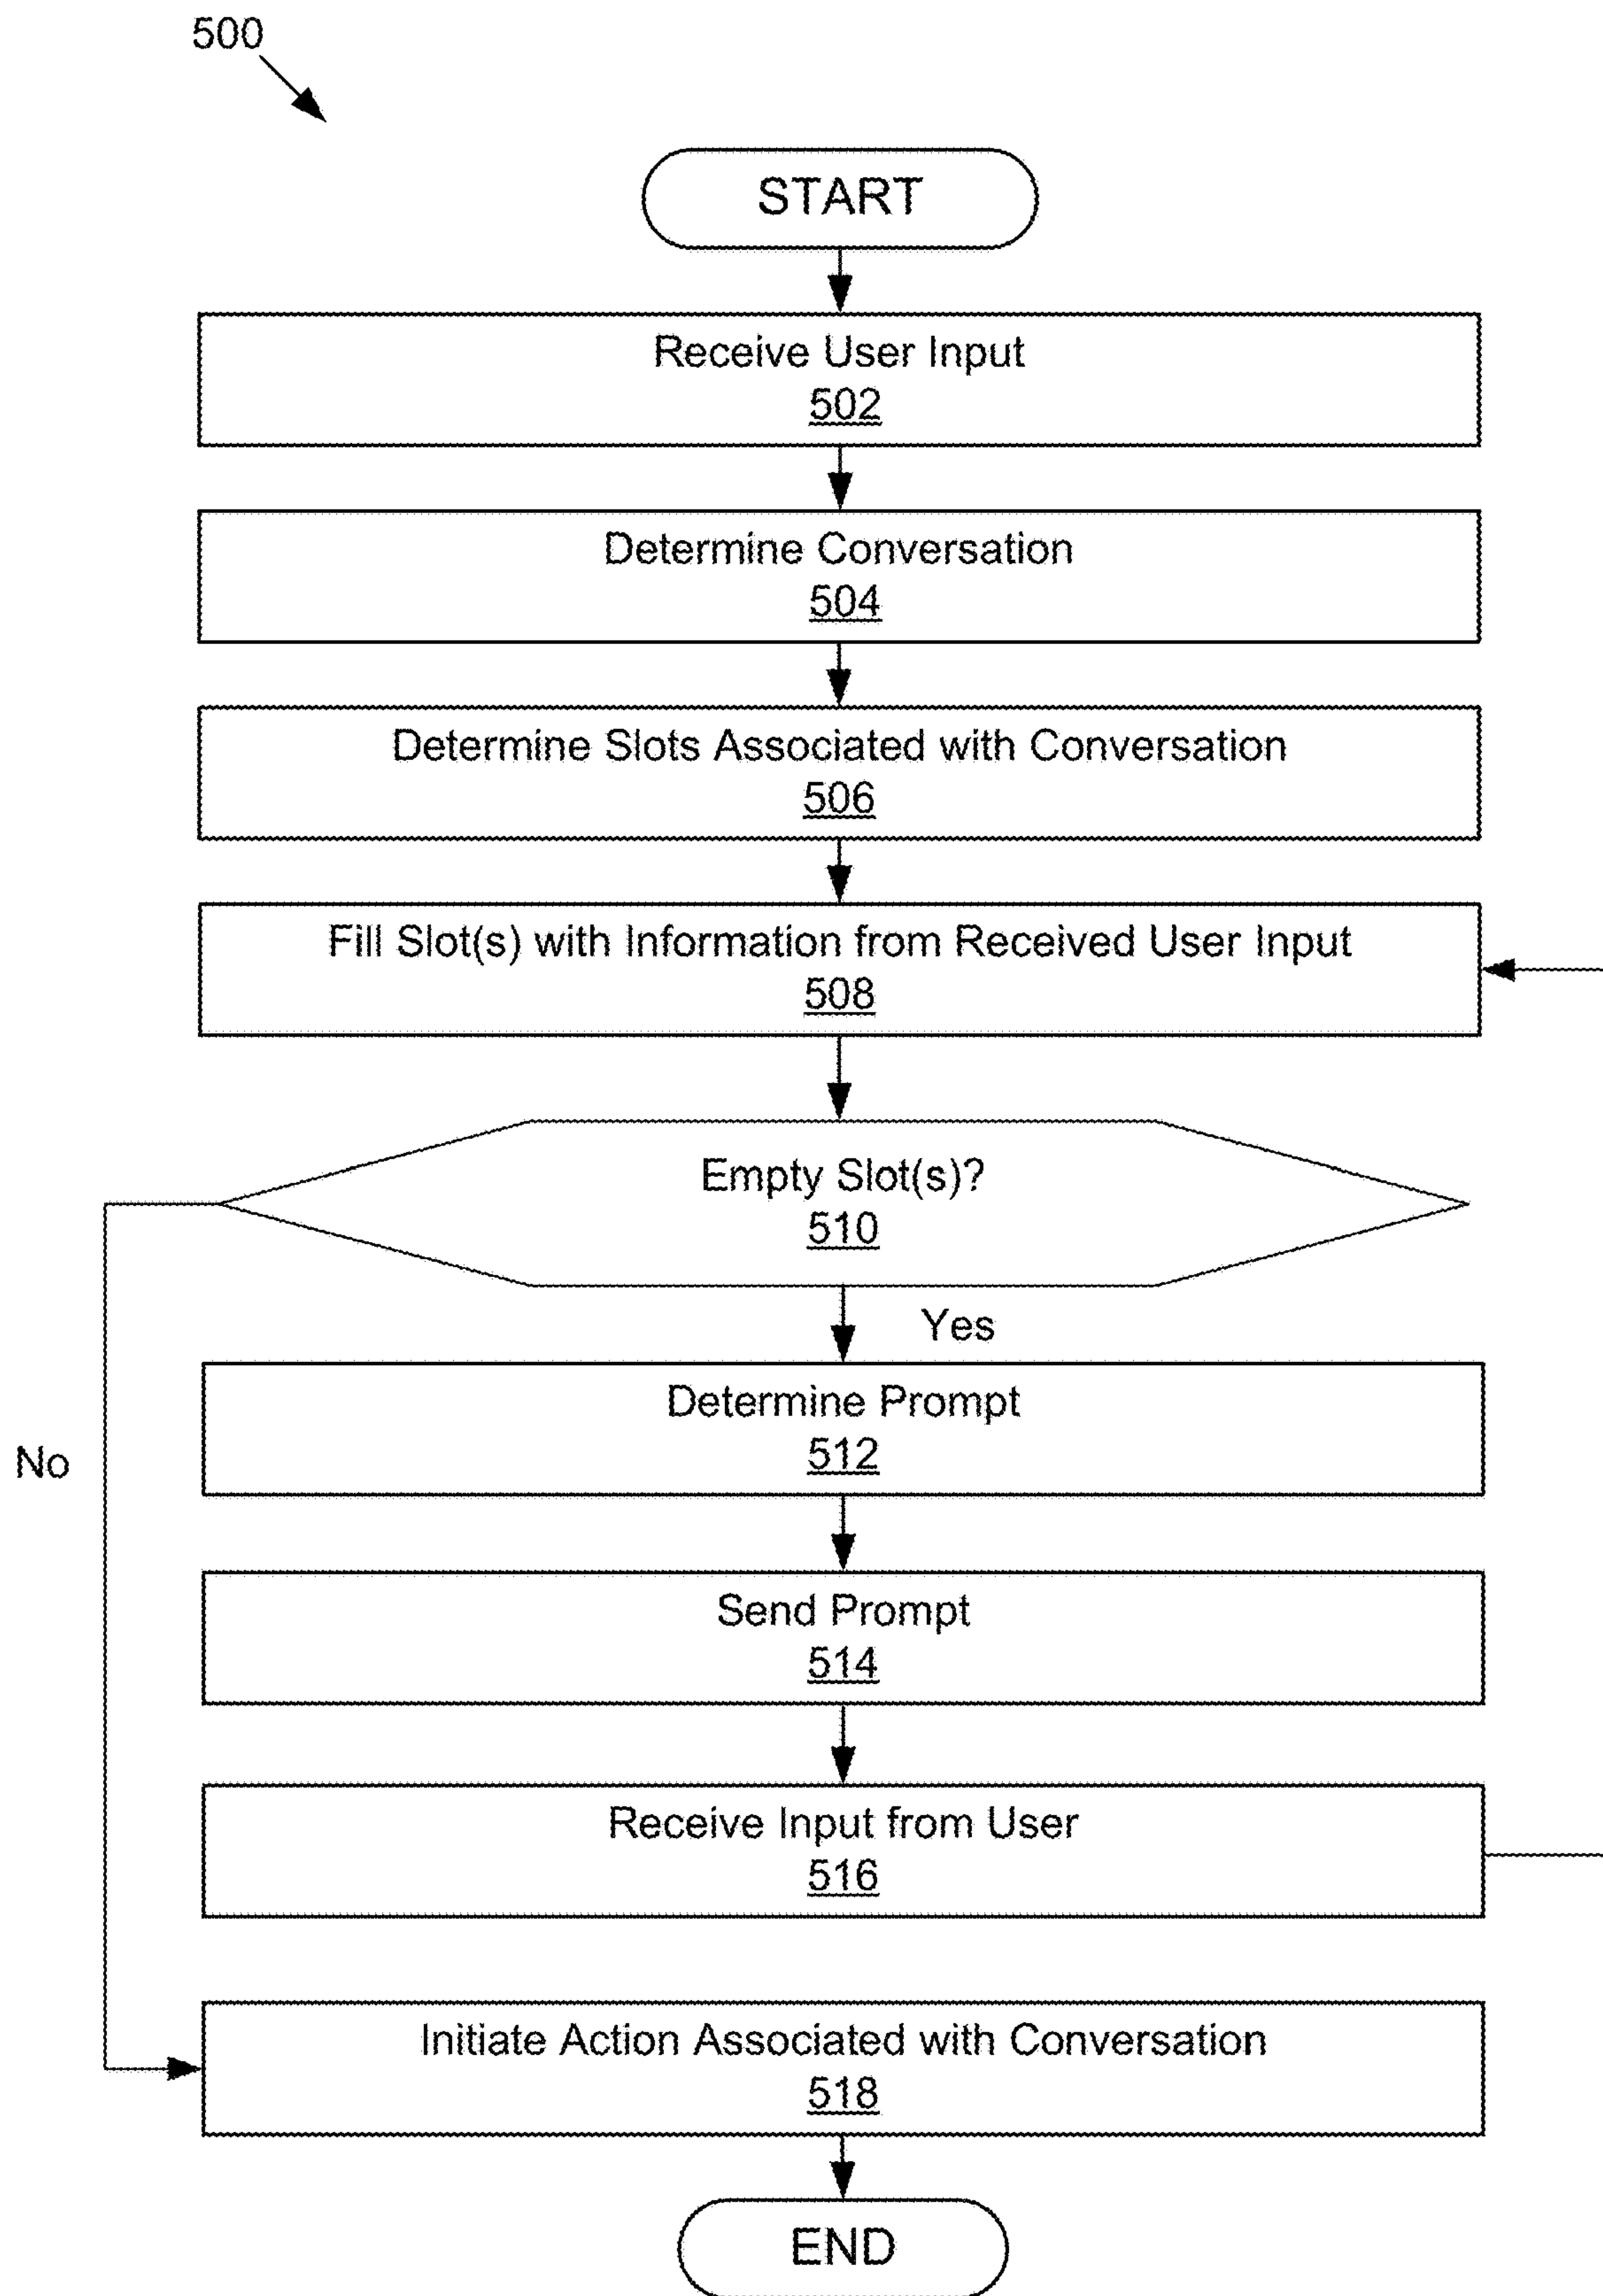 500
START
Receive User Input
502
Determine Conversation
504
Determine Slots Associated with Conversation
506
Fill Slot(s) with Information from Received User Input
508
Empty Slot(s)?
510
Yes
Determine Prompt
512
No
Send Prompt
514
Receive Input from User
516
Initiate Action Associated with Conversation
518
END